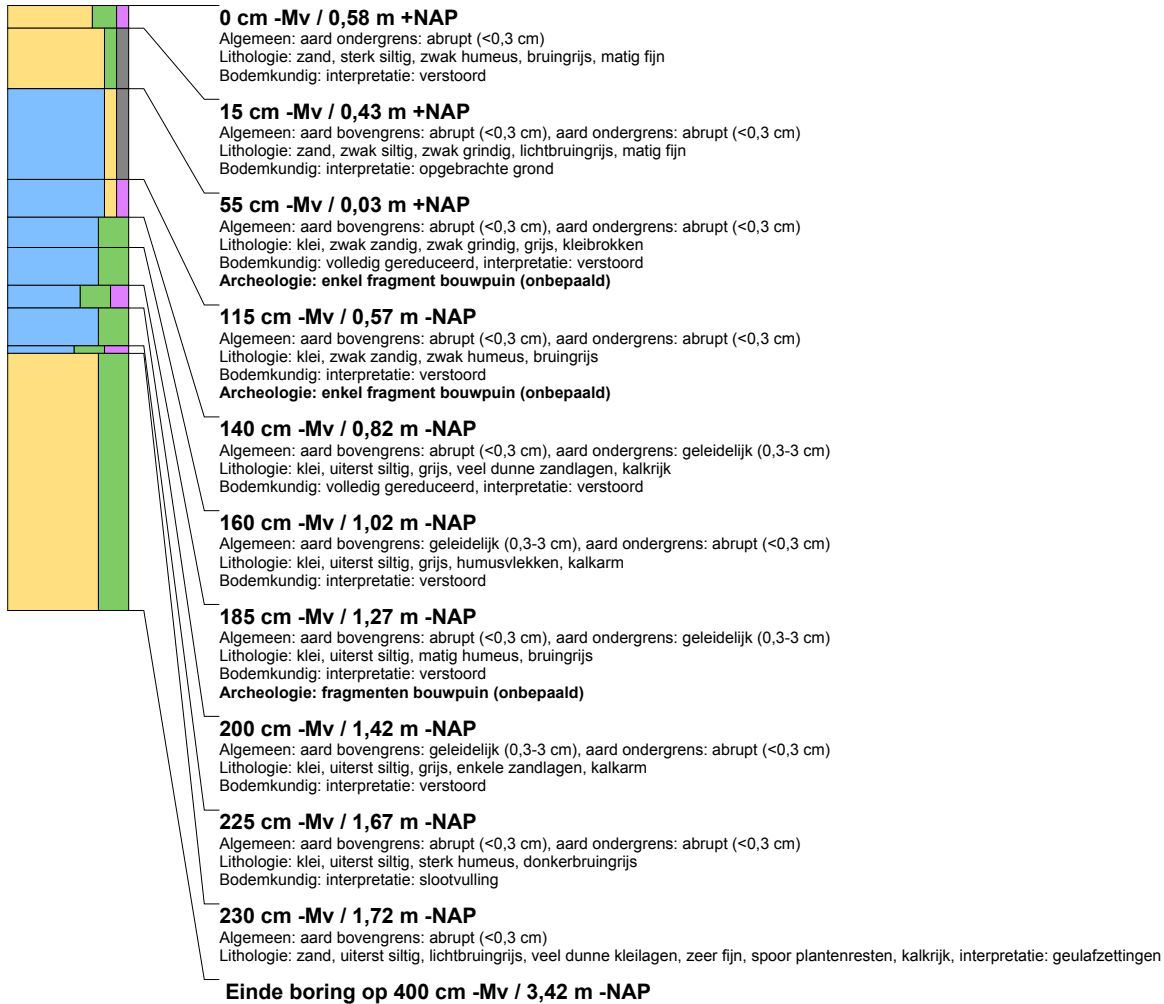 0 cm -Mv / 0,58 m +NAP
Algemeen: aard ondergrens: abrupt (<0,3 cm)
Lithologie: zand, sterk siltig, zwak humeus, bruingrijs, matig fijn
Bodemkundig: interpretatie: verstoord
15 cm -Mv / 0,43 m +NAP
Algemeen: aard bovengrens: abrupt (<0,3 cm), aard ondergrens: abrupt (<0,3 cm)
Lithologie: zand, zwak siltig, zwak grindig, lichtbruingrijs, matig fijn
Bodemkundig: interpretatie: opgebrachte grond
55 cm -Mv / 0,03 m +NAP
Algemeen: aard bovengrens: abrupt (<0,3 cm), aard ondergrens: abrupt (<0,3 cm)
Lithologie: klei, zwak zandig, zwak grindig, grijs, kleibrokken
Bodemkundig: volledig gereduceerd, interpretatie: verstoord
Archeologie: enkel fragment bouwpuin (onbepaald)
115 cm -Mv / 0,57 m -NAP
Algemeen: aard bovengrens: abrupt (<0,3 cm), aard ondergrens: abrupt (<0,3 cm)
Lithologie: klei, zwak zandig, zwak humeus, bruingrijs
Bodemkundig: interpretatie: verstoord
Archeologie: enkel fragment bouwpuin (onbepaald)
140 cm -Mv / 0,82 m -NAP
Algemeen: aard bovengrens: abrupt (<0,3 cm), aard ondergrens: geleidelijk (0,3-3 cm)
Lithologie: klei, uiterst siltig, grijs, veel dunne zandlagen, kalkrijk
Bodemkundig: volledig gereduceerd, interpretatie: verstoord
160 cm -Mv / 1,02 m -NAP
Algemeen: aard bovengrens: geleidelijk (0,3-3 cm), aard ondergrens: abrupt (<0,3 cm)
Lithologie: klei, uiterst siltig, grijs, humusvlekken, kalkarm
Bodemkundig: interpretatie: verstoord
185 cm -Mv / 1,27 m -NAP
Algemeen: aard bovengrens: abrupt (<0,3 cm), aard ondergrens: geleidelijk (0,3-3 cm)
Lithologie: klei, uiterst siltig, matig humeus, bruingrijs
Bodemkundig: interpretatie: verstoord
Archeologie: fragmenten bouwpuin (onbepaald)
200 cm -Mv / 1,42 m -NAP
Algemeen: aard bovengrens: geleidelijk (0,3-3 cm), aard ondergrens: abrupt (<0,3 cm)
Lithologie: klei, uiterst siltig, grijs, enkele zandlagen, kalkarm
Bodemkundig: interpretatie: verstoord
225 cm -Mv / 1,67 m -NAP
Algemeen: aard bovengrens: abrupt (<0,3 cm), aard ondergrens: abrupt (<0,3 cm)
Lithologie: klei, uiterst siltig, sterk humeus, donkerbruingrijs
Bodemkundig: interpretatie: slootvulling
230 cm -Mv / 1,72 m -NAP
Algemeen: aard bovengrens: abrupt (<0,3 cm)
Lithologie: zand, uiterst siltig, lichtbruingrijs, veel dunne kleilagen, zeer fijn, spoor plantenresten, kalkrijk, interpretatie: geulafzettingen
Einde boring op 400 cm -Mv / 3,42 m -NAP